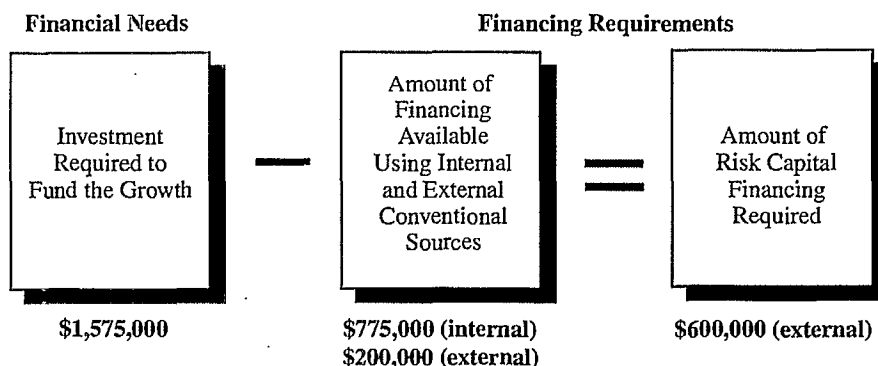 Financial Needs
Financing Requirements
Investment
Required to
Fund the Growth
Amount of
Financing
Available
Using Internal
and External
Conventional
Sources
Amount of
Risk Capital
Financing
Required
$1,575,000
$775,000 (internal)
$200,000 (external)
$600,000 (external)